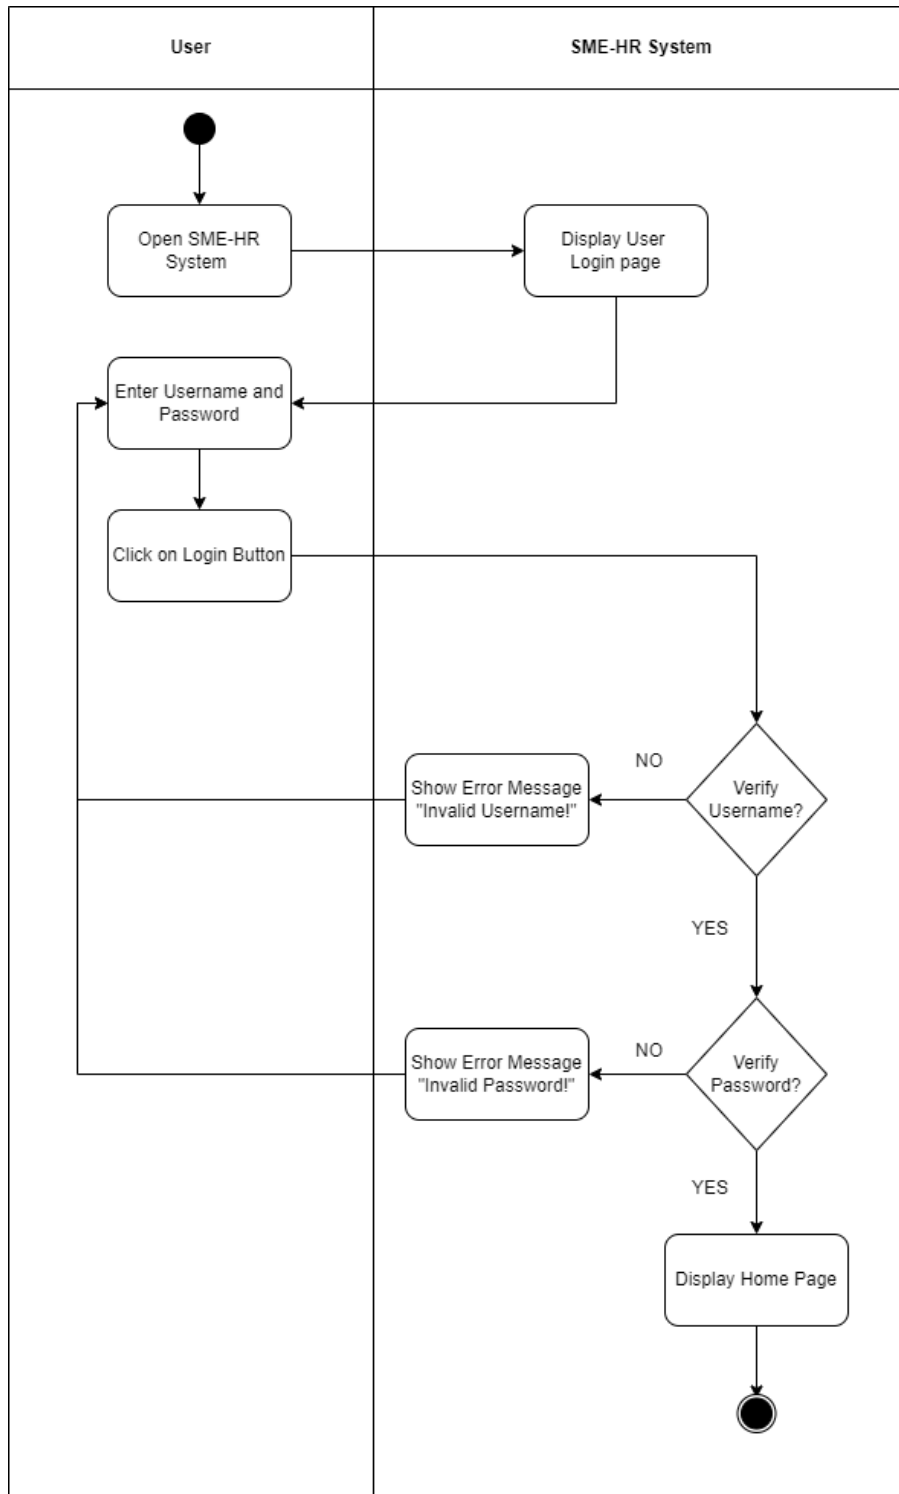 User
SME-HR System
Open SME-HR
System
Display User
Login page
Enter Username and
Password
Click on Login Button
NO
Show Error Message
"Invalid Username!"
Verify
Username?
YES
NO
Show Error Message
"Invalid Password!"
Verify
Password?
YES
Display Home Page